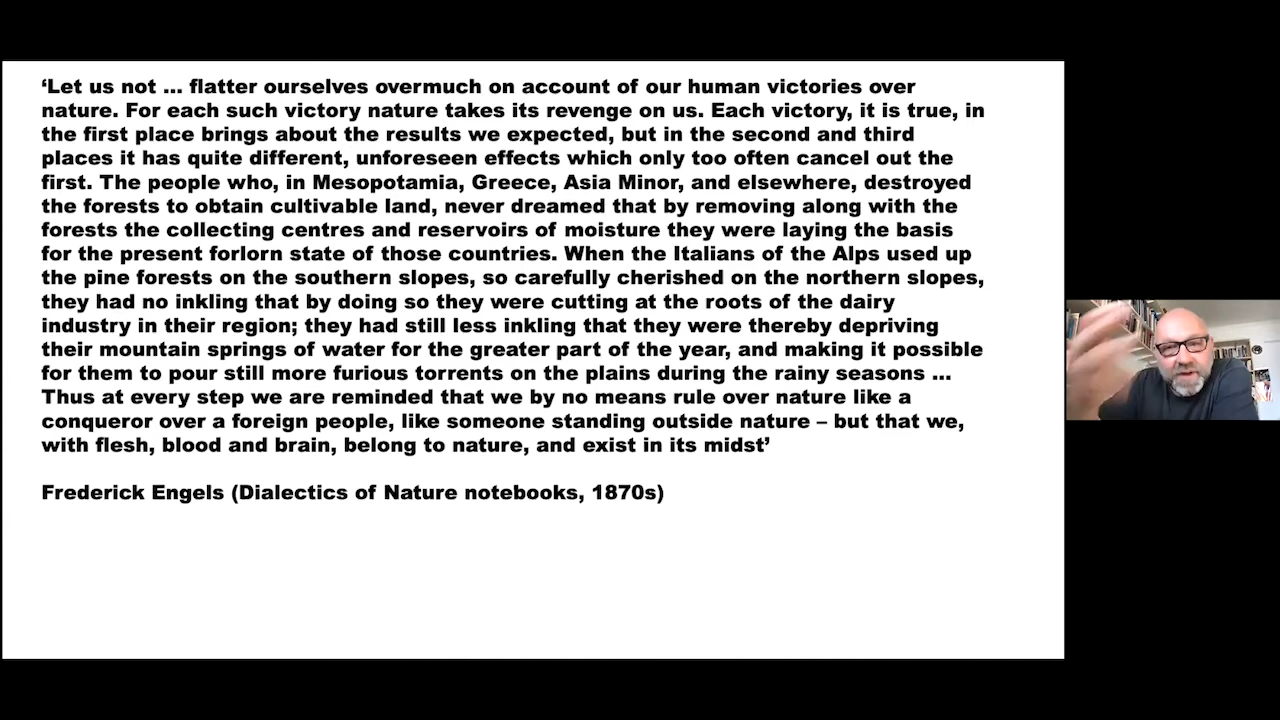 ‘Let us not ... flatter ourselves overmuch on account of our human victories over
nature. For each such victory nature takes its revenge on us. Each victory, it is true, in
the first place brings about the results we expected, but in the second and third
places it has quite different, unforeseen effects which only too often cancel out the
first. The people who, in Mesopotamia, Greece, Asia Minor, and elsewhere, destroyed
the forests to obtain cultivable land, never dreamed that by removing along with the
forests the collecting centres and reservoirs of moisture they were laying the basis
for the present forlorn state of those countries. When the Italians of the Alps used up
the pine forests on the southern slopes, so carefully cherished on the northern slopes,
they had no inkling that by doing so they were cutting at the roots of the dairy
industry in their region; they had still less inkling that they were thereby depriving
their mountain springs of water for the greater part of the year, and making it possible
for them to pour still more furious torrents on the plains during the rainy seasons ...
Thus at every step we are reminded that we by no means rule over nature like a
conqueror over a foreign people, like someone standing outside nature – but that we,
with flesh, blood and brain, belong to nature, and exist in its midst’
Frederick Engels (Dialectics of Nature notebooks, 1870s)